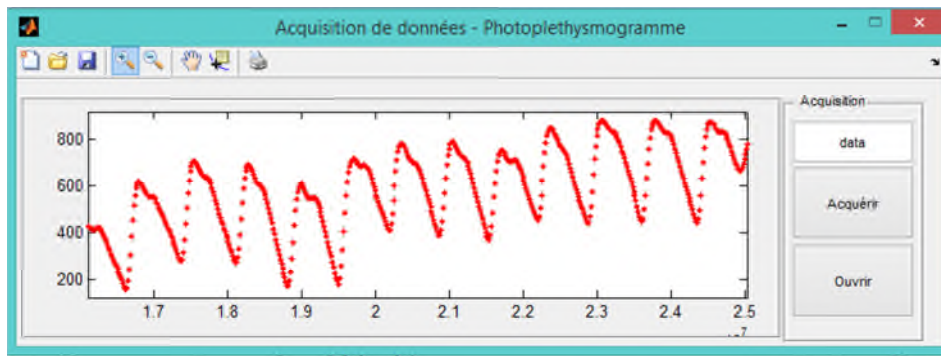 Acquisition de données - Photoplethysmogramme
Acquisition
data
Acquérir
Ouvrir
800
600
400
200
1.7 1.8 1.9 2 2.1 2.2 2.3 2.4 2.5